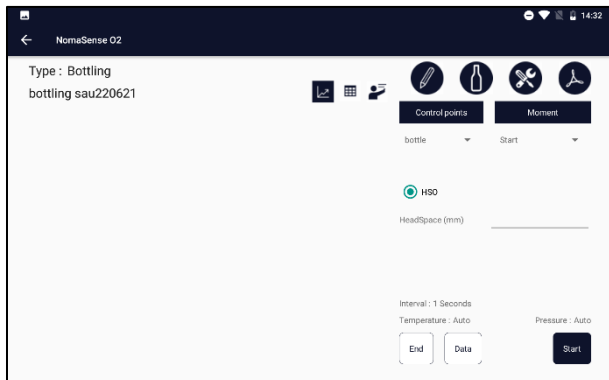 14:32
NomaSense O2
Type : Bottling
bottling sau220621
Control points
Moment
bottle
Start
HSO
HeadSpace (mm)
Interval : 1 Seconds
Temperature : Auto
Pressure : Auto
End
Data
Start